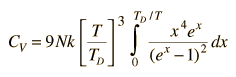 C_V = 9Nk [T / T_D]^3 ∫_0^{T_D/T} x^4 e^x / (e^x − 1)^2 dx